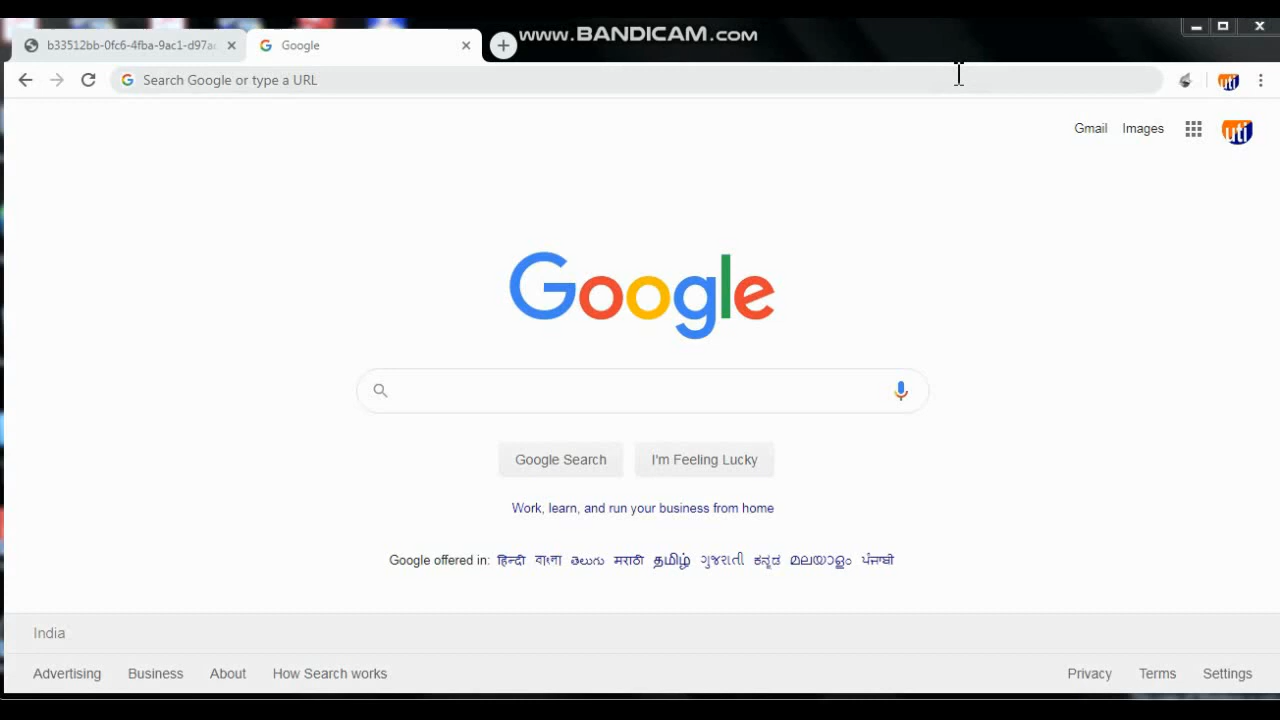 www.BANDICAM.com
b33512bb-0fc6-4fba-9ac1-d97a
Google
Search Google or type a URL
uti
Gmail
Images
uti
Google
Google Search
I'm Feeling Lucky
Work, learn, and run your business from home
Google offered in: हिन्दी বাংলা తెలుగు मराठी தமிழ் ગુજરાતી ಕನ್ನಡ മലയാളം ਪੰਜਾਬੀ
India
Advertising Business About How Search works
Privacy Terms Settings